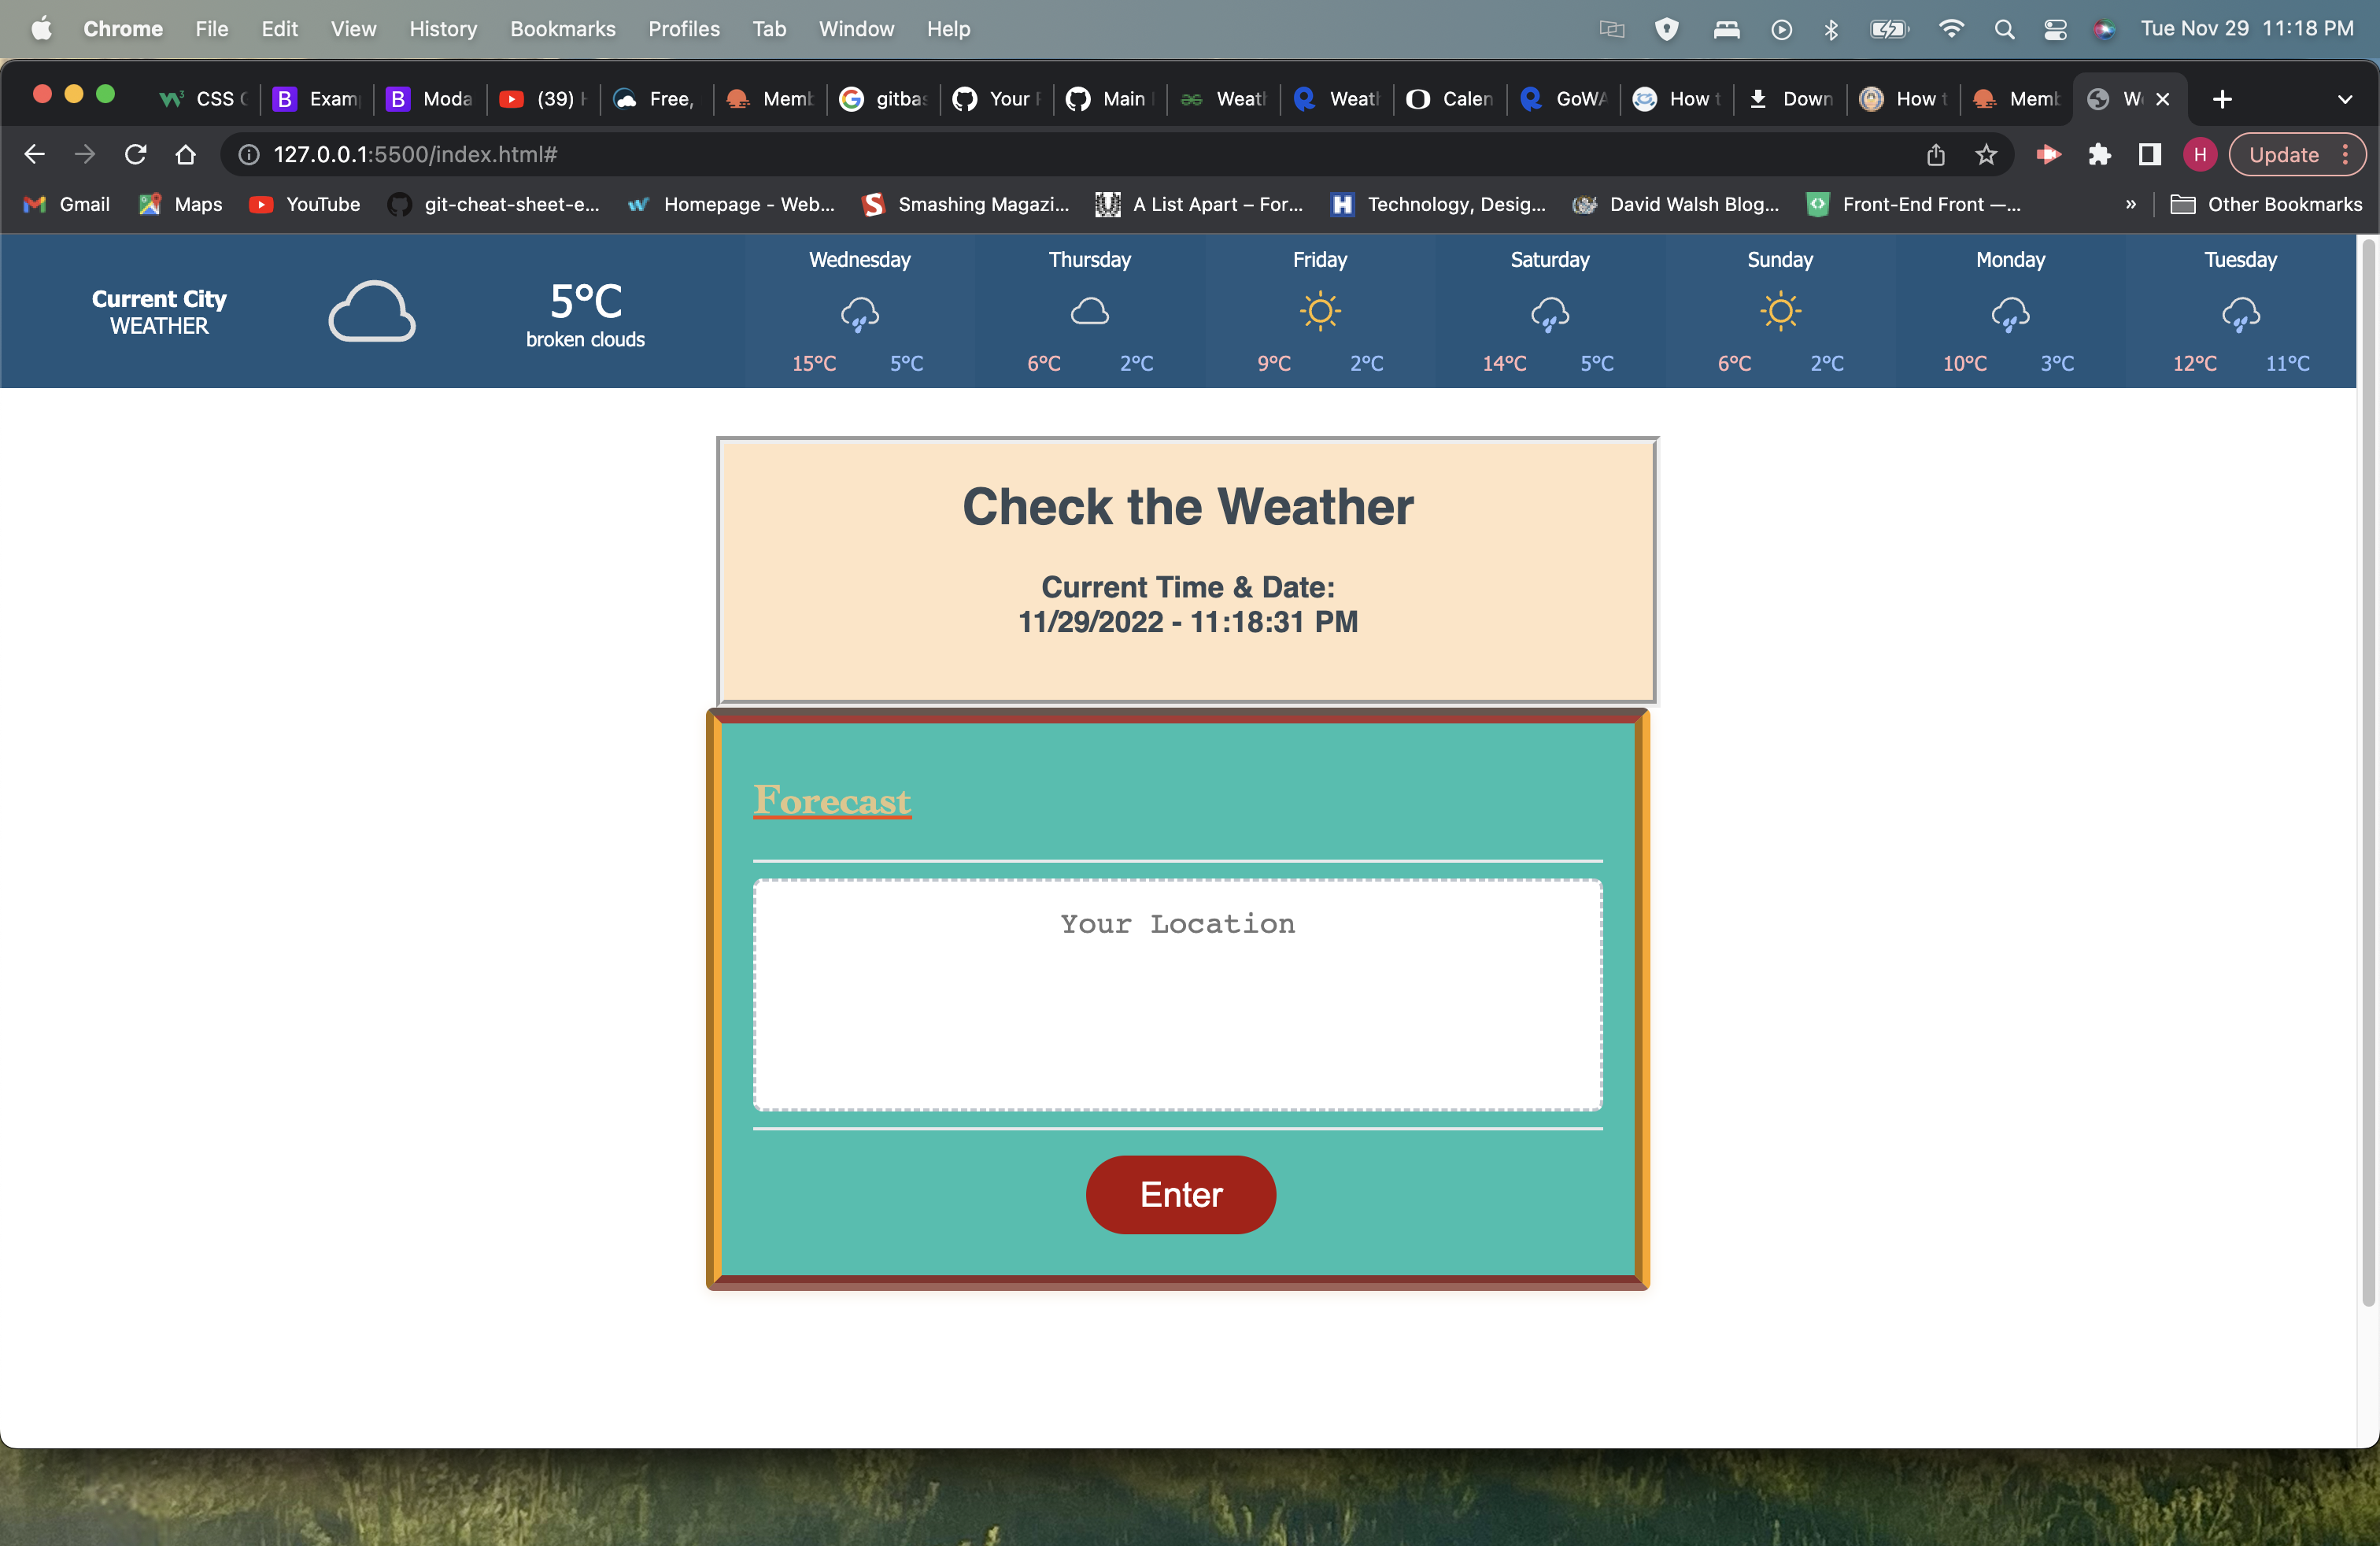 Chrome File Edit View History Bookmarks Profiles Tab Window Help Tue Nov 29 11:18 PM
CSS Exam Moda (39) Free, Memb gitbas Your Main Weath Weath Calen GoWA How t Down How t Memb We
127.0.0.1:5500/index.html# H Update
Gmail Maps YouTube git-cheat-sheet-e... Homepage - Web... Smashing Magazi... A List Apart – For... Technology, Desig... David Walsh Blog... Front-End Front —... » Other Bookmarks
Wednesday Thursday Friday Saturday Sunday Monday Tuesday
Current City
WEATHER
5°C
broken clouds
15°C 5°C 6°C 2°C 9°C 2°C 14°C 5°C 6°C 2°C 10°C 3°C 12°C 11°C
Check the Weather
Current Time & Date:
11/29/2022 - 11:18:31 PM
Forecast
Your Location
Enter